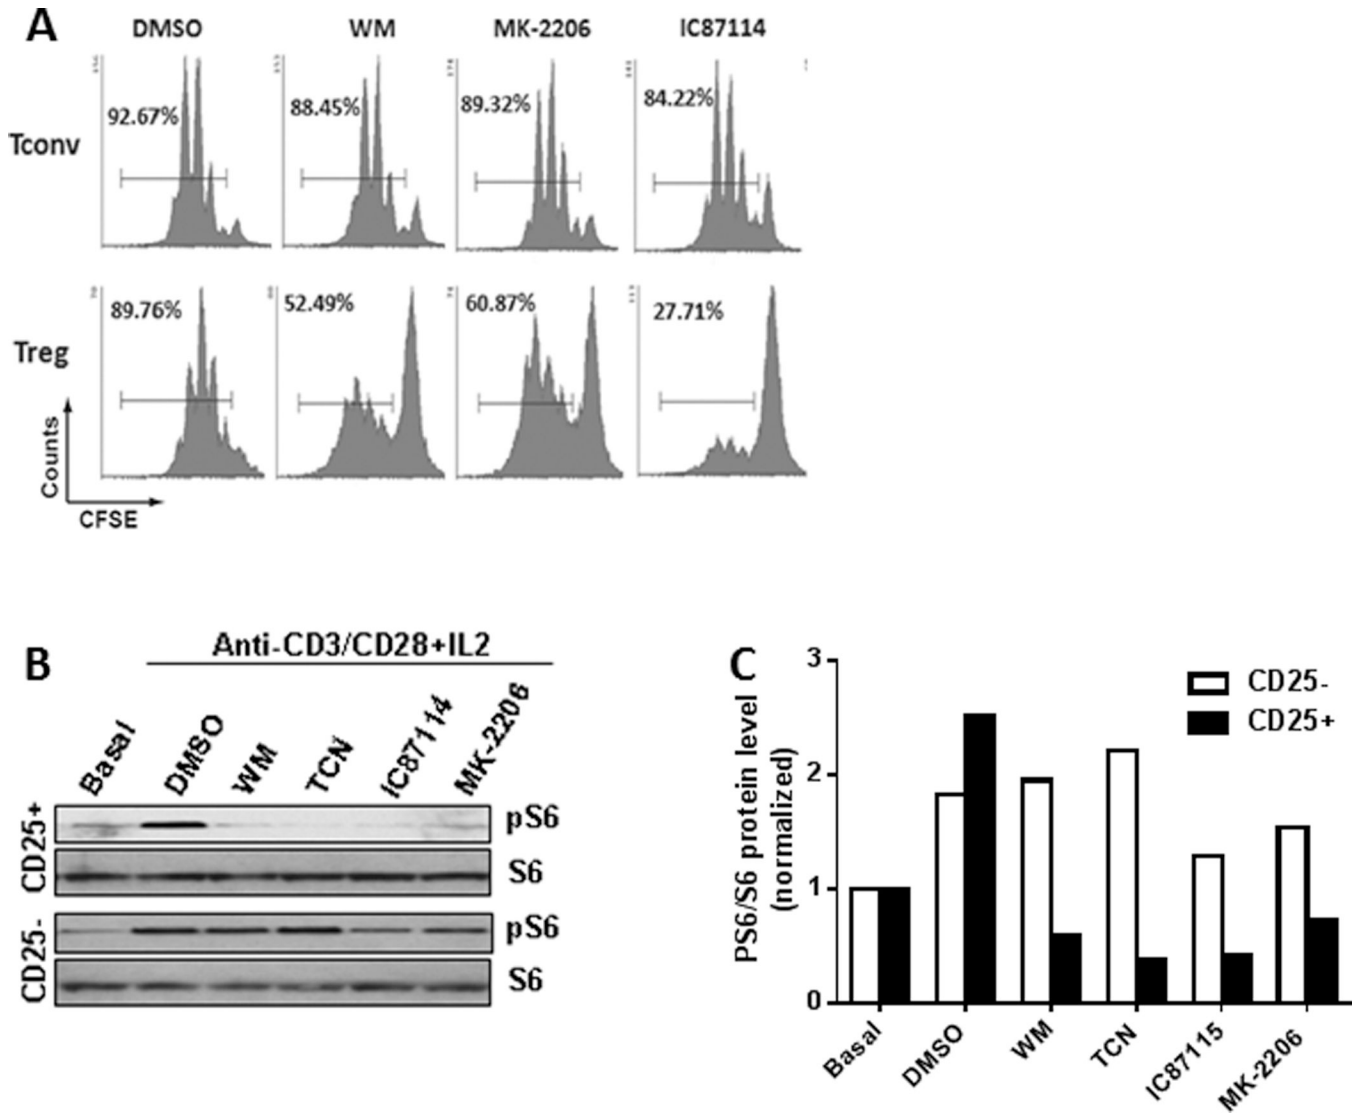 A
DMSO WM MK-2206 IC87114
Tconv
92.67% 88.45% 89.32% 84.22%
Treg
89.76% 52.49% 60.87% 27.71%
Counts
CFSE
B
Anti-CD3/CD28+IL2
Basal DMSO WM TCN IC87114 MK-2206
CD25+
pS6
S6
CD25-
pS6
S6
C
PS6/S6 protein level
(normalized)
3
2
1
0
CD25-
CD25+
Basal DMSO WM TCN IC87115 MK-2206